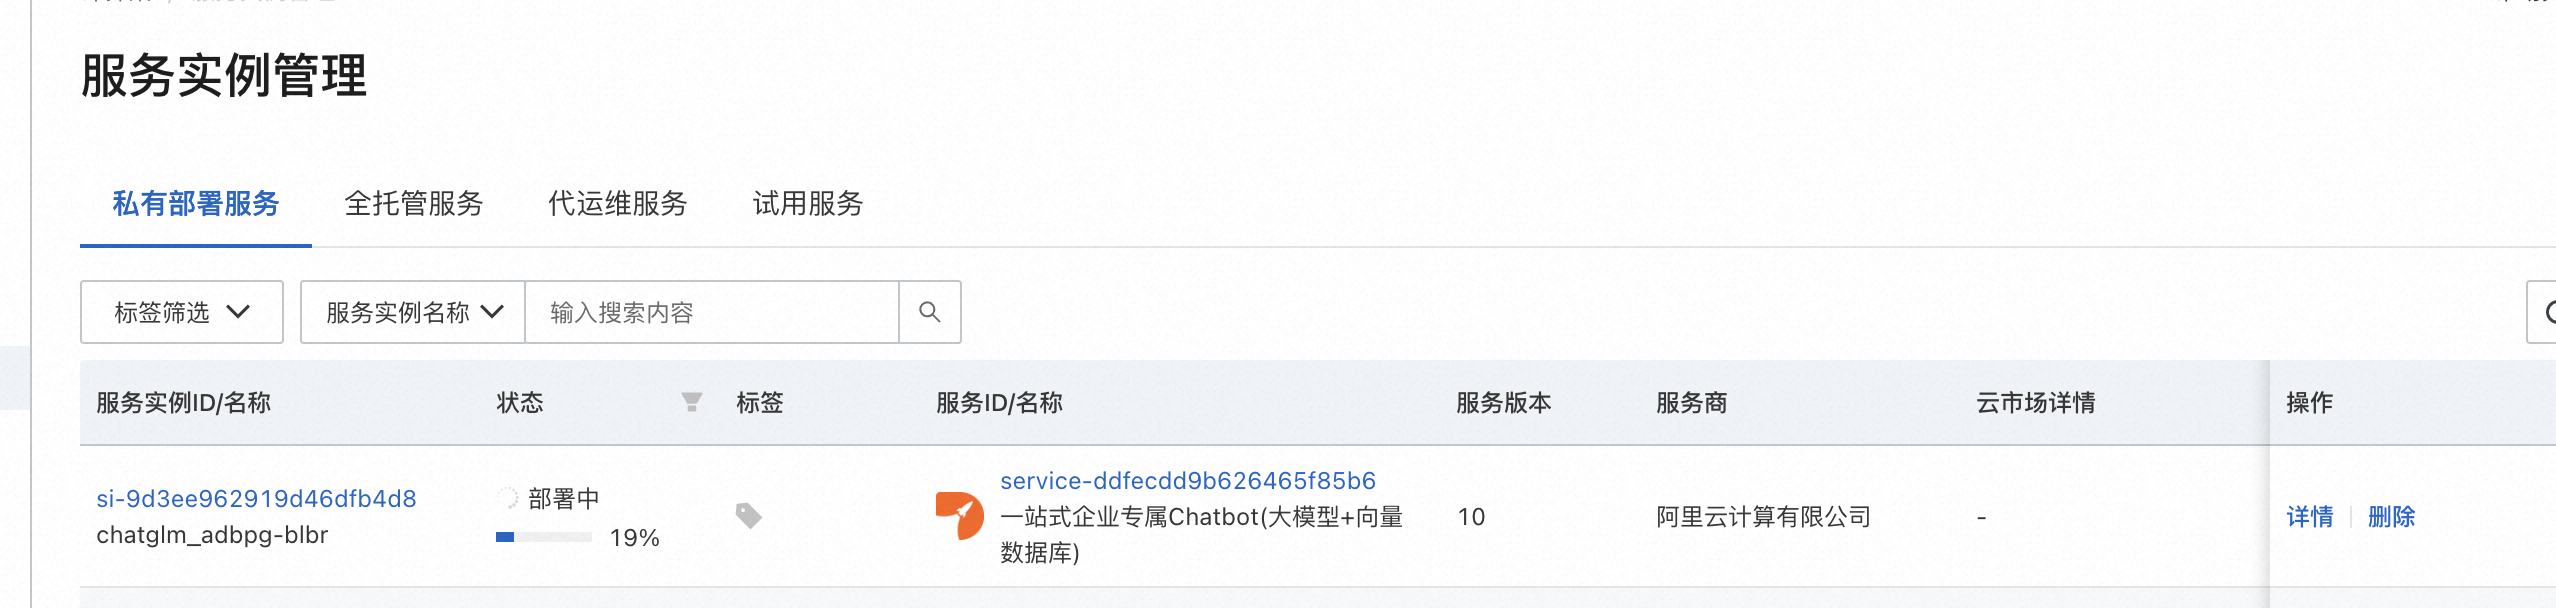 服务实例管理
私有部署服务 全托管服务 代运维服务 试用服务
标签筛选 服务实例名称 输入搜索内容
服务实例ID/名称 状态 标签 服务ID/名称 服务版本 服务商 云市场详情 操作
si-9d3ee962919d46dfb4d8
chatglm_adbpg-blbr
部署中
19%
service-ddfecdd9b626465f85b6
一站式企业专属Chatbot(大模型+向量
数据库)
10
阿里云计算有限公司
-
详情 删除